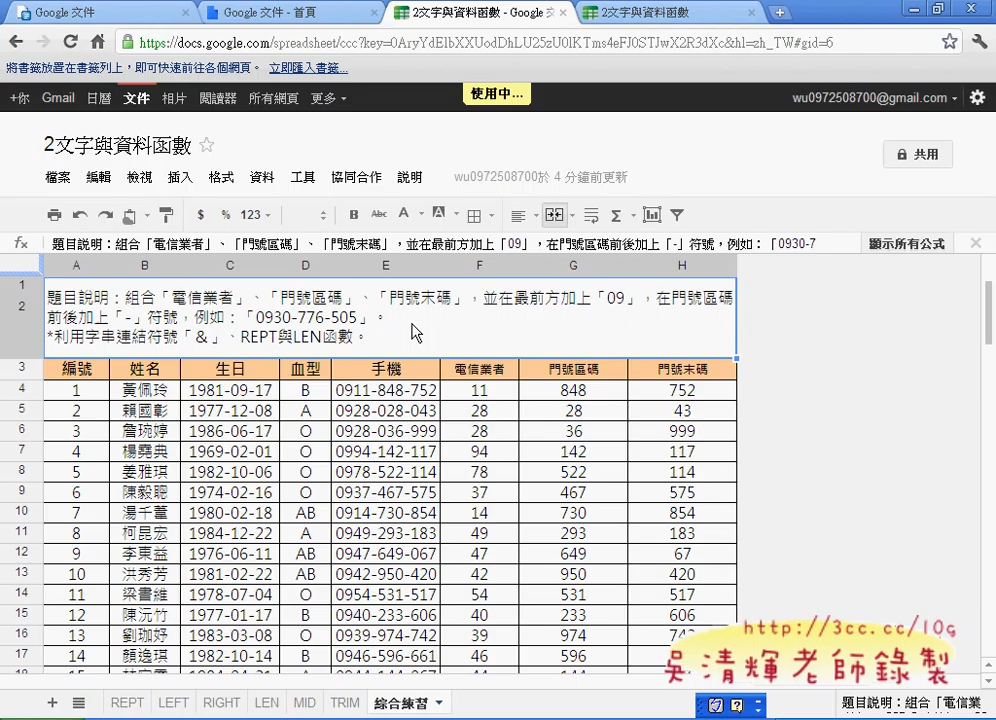 Google 文件
Google 文件 - 首頁
2文字與資料函數 - Google 文
2文字與資料函數
https://docs.google.com/spreadsheet/ccc?key=0AryYdElbXXUodDhLU25zU0lKTms4eFJ0STJwX2R3dXc&hl=zh_TW#gid=6
將書籤放置在書籤列上，即可快速前往各個網頁。 立即匯入書籤...
+你 Gmail 日曆 文件 相片 閱讀器 所有網頁 更多 使用中... wu0972508700@gmail.com
2文字與資料函數
共用
檔案 編輯 檢視 插入 格式 資料 工具 協同合作 說明 wu0972508700於 4 分鐘前更新
$ % 123 B Abc A A Σ
fx 題目說明：組合「電信業者」、「門號區碼」、「門號末碼」，並在最前方加上「09」，在門號區碼前後加上「-」符號，例如：「0930-7 顯示所有公式
A B C D E F G H
1
2
題目說明：組合「電信業者」、「門號區碼」、「門號末碼」，並在最前方加上「09」，在門號區碼
前後加上「-」符號，例如：「0930-776-505」。
*利用字串連結符號「&」、REPT與LEN函數。
3 編號 姓名 生日 血型 手機 電信業者 門號區碼 門號末碼
4 1 黃佩玲 1981-09-17 B 0911-848-752 11 848 752
5 2 賴國彰 1977-12-08 A 0928-028-043 28 28 43
6 3 詹琬婷 1986-06-17 O 0928-036-999 28 36 999
7 4 楊堯典 1969-02-01 O 0994-142-117 94 142 117
8 5 姜雅琪 1982-10-06 O 0978-522-114 78 522 114
9 6 陳毅聰 1974-02-16 O 0937-467-575 37 467 575
10 7 湯千菫 1980-02-18 AB 0914-730-854 14 730 854
11 8 柯昆宏 1984-12-22 A 0949-293-183 49 293 183
12 9 李東益 1976-06-11 AB 0947-649-067 47 649 67
13 10 洪秀芳 1981-02-22 AB 0942-950-420 42 950 420
14 11 梁書維 1978-07-04 O 0954-531-517 54 531 517
15 12 陳沅竹 1977-01-17 B 0940-233-606 40 233 606
16 13 劉珈妤 1983-03-08 O 0939-974-742 39 974 742
17 14 顏逸琪 1982-10-14 B 0946-596-661 46 596
http://3cc.cc/10g
吳清輝老師錄製
REPT LEFT RIGHT LEN MID TRIM 綜合練習
題目說明：組合「電信業